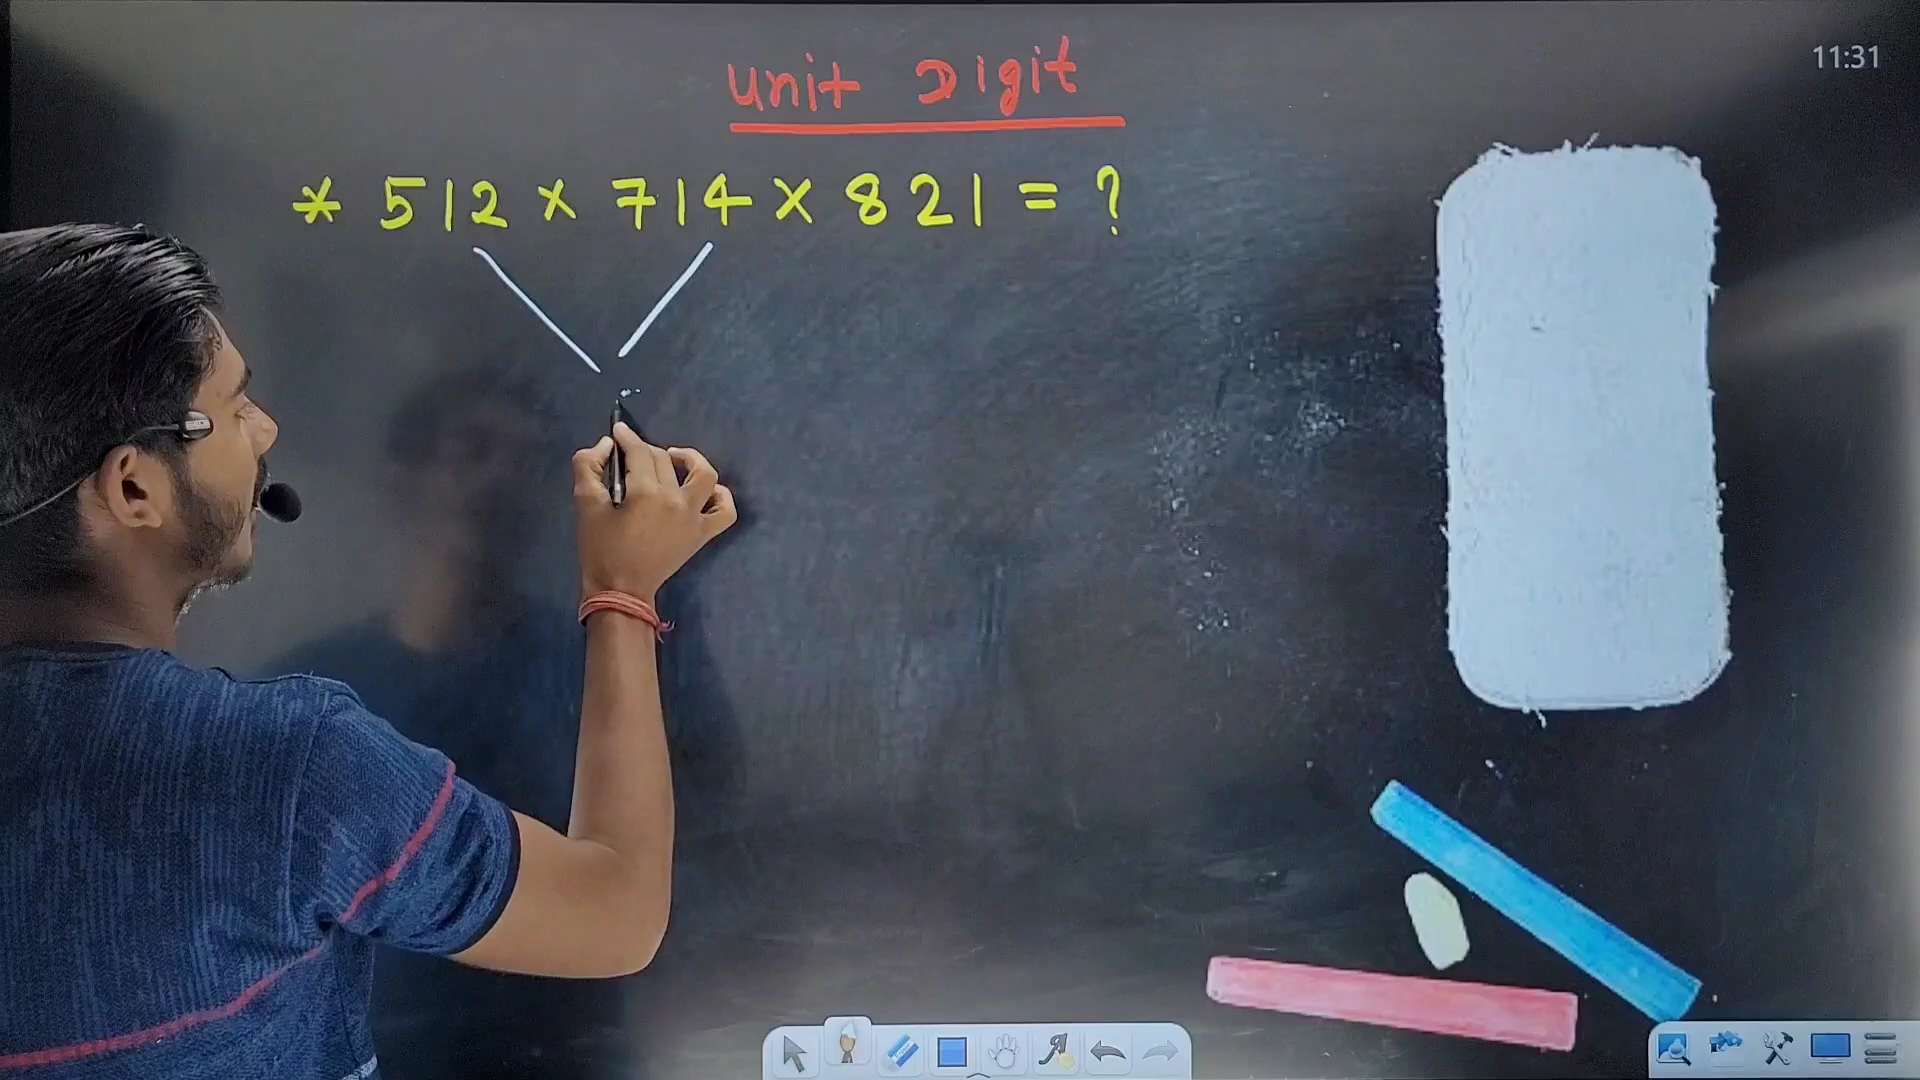 Unit Digit
11:31
* 512 × 714 × 821 = ?